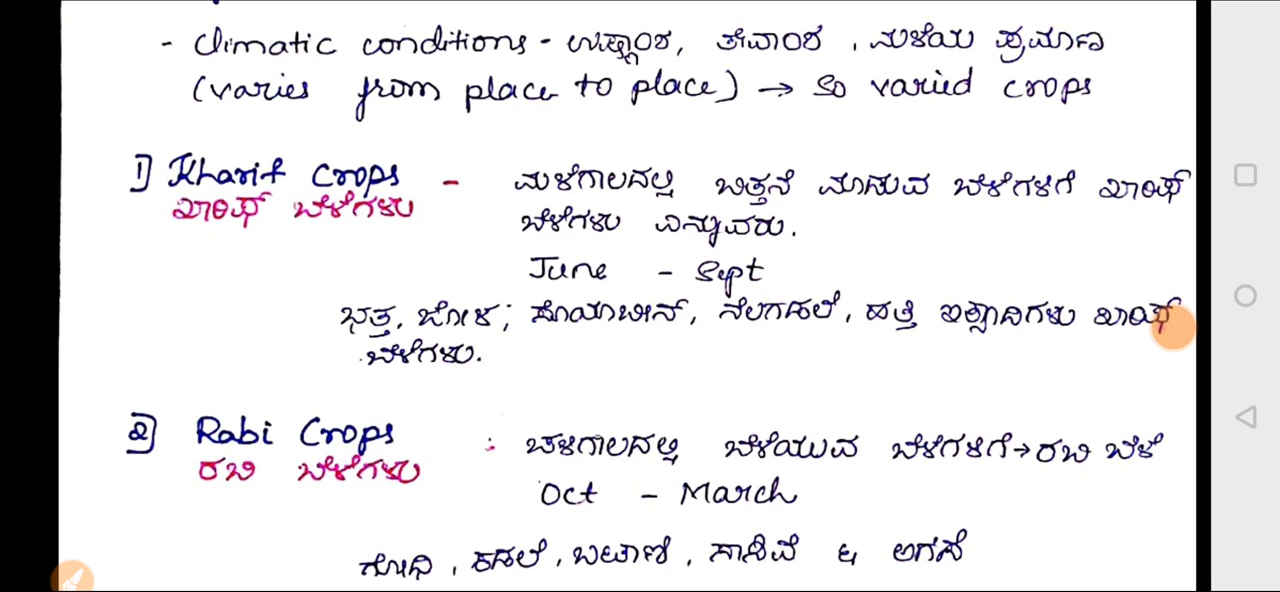 - climatic conditions - ಉಷ್ಣಾಂಶ, ತೇವಾಂಶ, ಮಳೆಯ ಪ್ರಮಾಣ
(varies from place to place) → so varied crops
1) Kharif Crops - ಮಳೆಗಾಲದಲ್ಲಿ ಬಿತ್ತನೆ ಮಾಡುವ ಬೆಳೆಗಳಿಗೆ ಖಾರಿಫ್
ಖಾರಿಫ್ ಬೆಳೆಗಳು ಬೆಳೆಗಳು ಎನ್ನುವರು.
June - Sept
ಭತ್ತ, ಜೋಳ, ಸೋಯಾಬೀನ್, ನೆಲಗಡಲೆ, ಹತ್ತಿ ಇತ್ಯಾದಿಗಳು ಖಾರಿಫ್
ಬೆಳೆಗಳು.
2) Rabi Crops : ಚಳಿಗಾಲದಲ್ಲಿ ಬೆಳೆಯುವ ಬೆಳೆಗಳಿಗೆ → ರಬಿ ಬೆಳೆ
ರಬಿ ಬೆಳೆಗಳು Oct - March
ಗೋಧಿ, ಕಡಲೆ, ಬಟಾಣಿ, ಸಾಸಿವೆ & ಅಗಸೆ